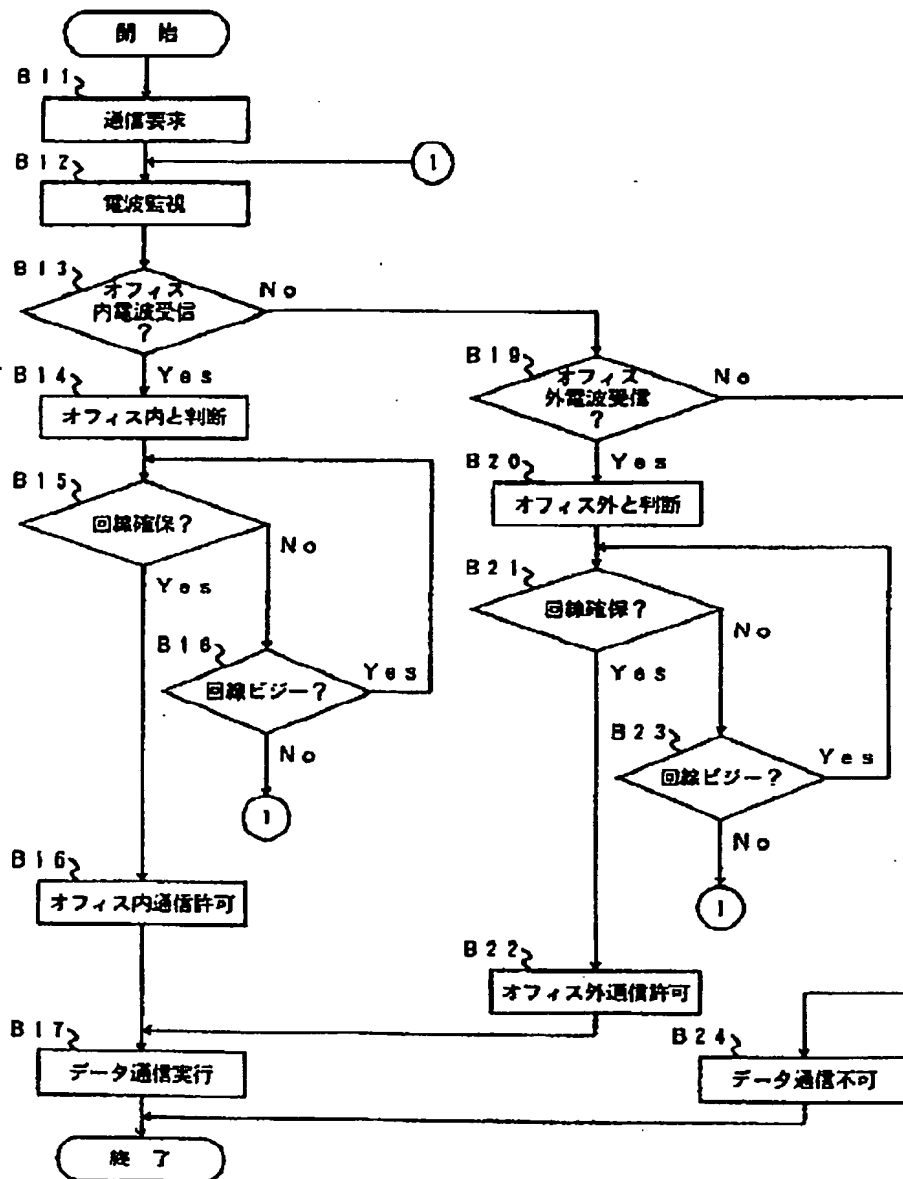 開 始
B11
通信要求
B12
1
電波監視
B13
オフィス
内電波受信
?
No
Yes
B14
オフィス内と判断
B19
オフィス
外電波受信
?
No
Yes
B20
オフィス外と判断
B15
回線確保?
No
Yes
B21
回線確保?
No
Yes
B18
回線ビジー?
Yes
No
1
B23
回線ビジー?
Yes
No
1
B16
オフィス内通信許可
B22
オフィス外通信許可
B17
データ通信実行
B24
データ通信不可
終 了